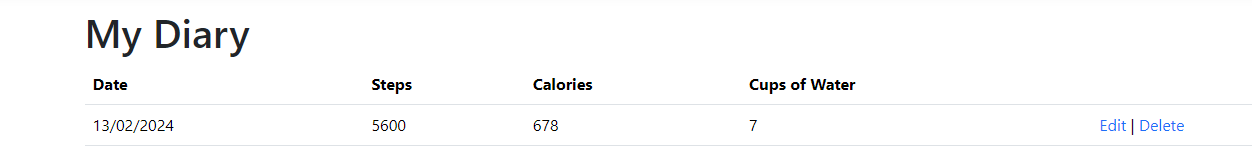 My Diary
Date Steps Calories Cups of Water
13/02/2024 5600 678 7 Edit | Delete